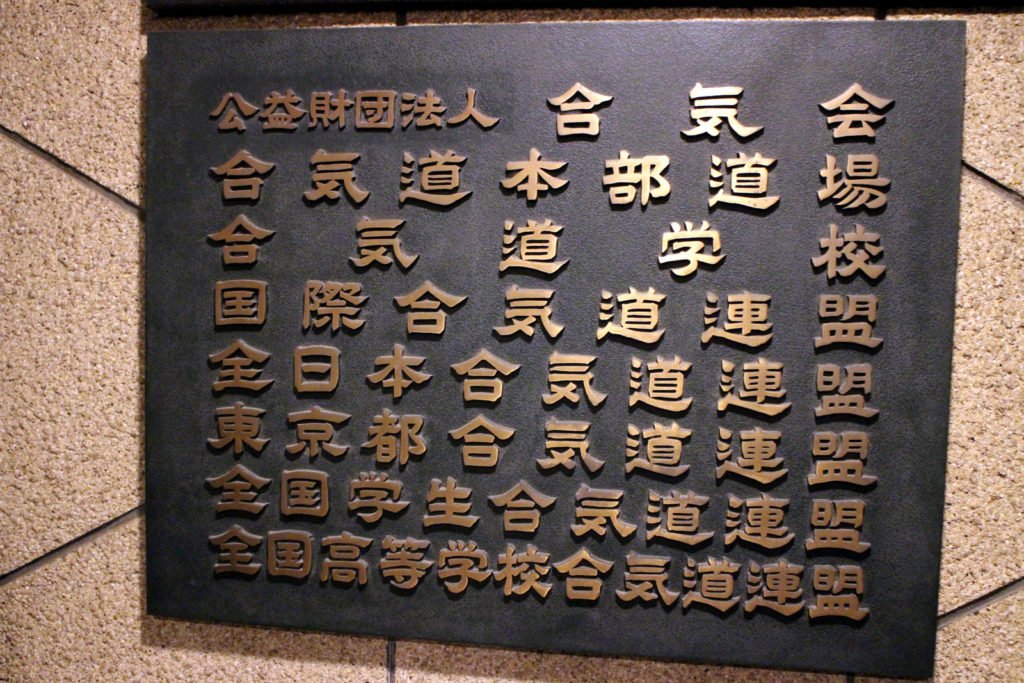 公益財団法人 合気会
合気道本部道場
合気道学校
国際合気道連盟
全日本合気道連盟
東京都合気道連盟
全国学生合気道連盟
全国高等学校合気道連盟